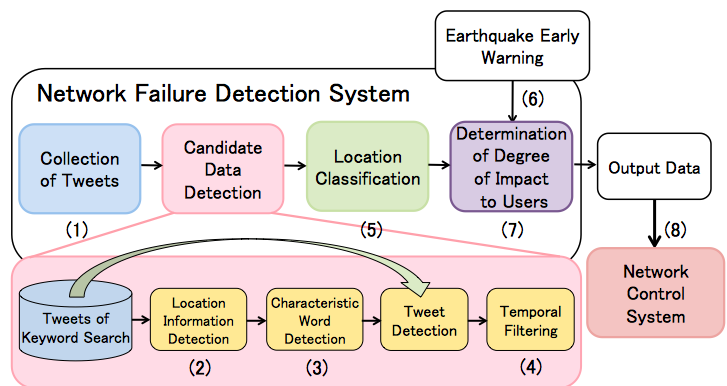 Earthquake Early
Warning
(6)
Network Failure Detection System
Collection
of Tweets
(1)
Candidate
Data
Detection
Location
Classification
(5)
Determination
of Degree
of Impact
to Users
(7)
Output Data
(8)
Network
Control
System
Tweets of
Keyword Search
Location
Information
Detection
(2)
Characteristic
Word
Detection
(3)
Tweet
Detection
Temporal
Filtering
(4)